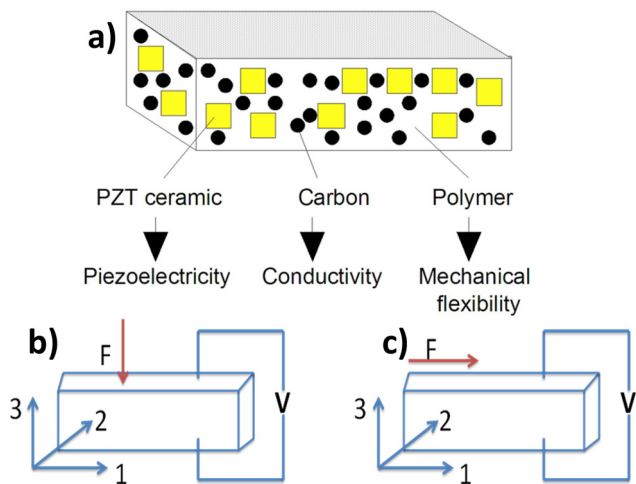 a)
PZT ceramic Carbon Polymer
Piezoelectricity Conductivity Mechanical
flexibility
b) c)
F F
3 2 1 V 3 2 1 V